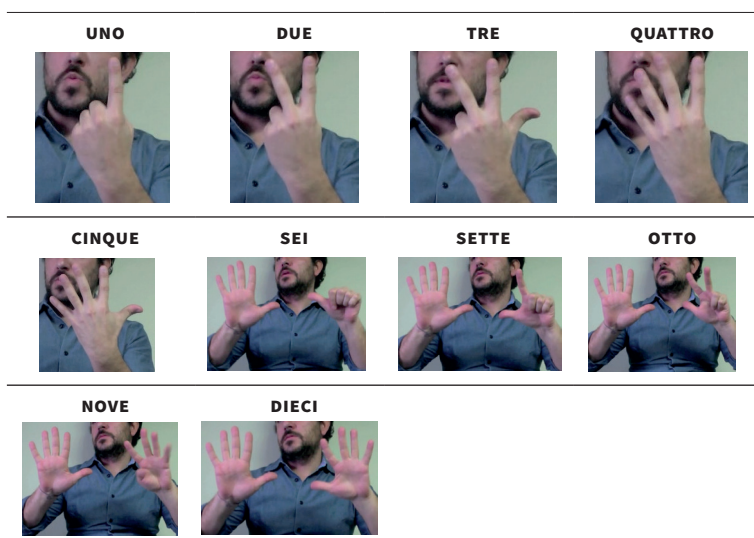 UNO DUE TRE QUATTRO
CINQUE SEI SETTE OTTO
NOVE DIECI